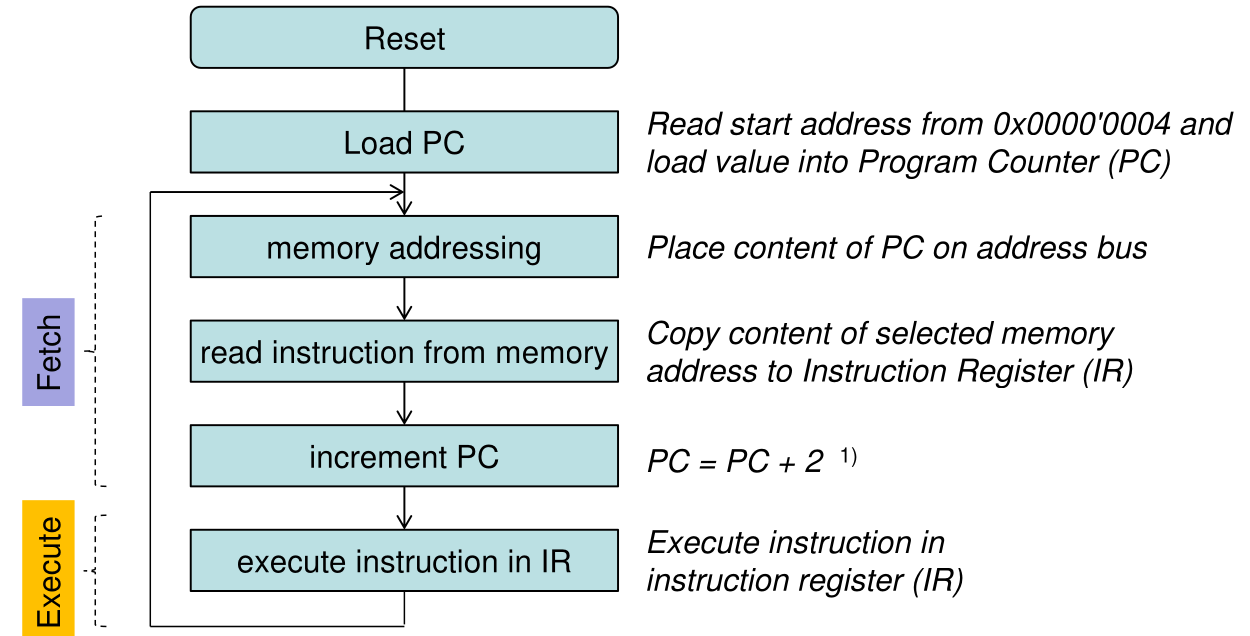 Reset
Load PC
Read start address from 0x0000'0004 and
load value into Program Counter (PC)
memory addressing
Place content of PC on address bus
Fetch
read instruction from memory
Copy content of selected memory
address to Instruction Register (IR)
increment PC
PC = PC + 2 1)
Execute
execute instruction in IR
Execute instruction in
instruction register (IR)